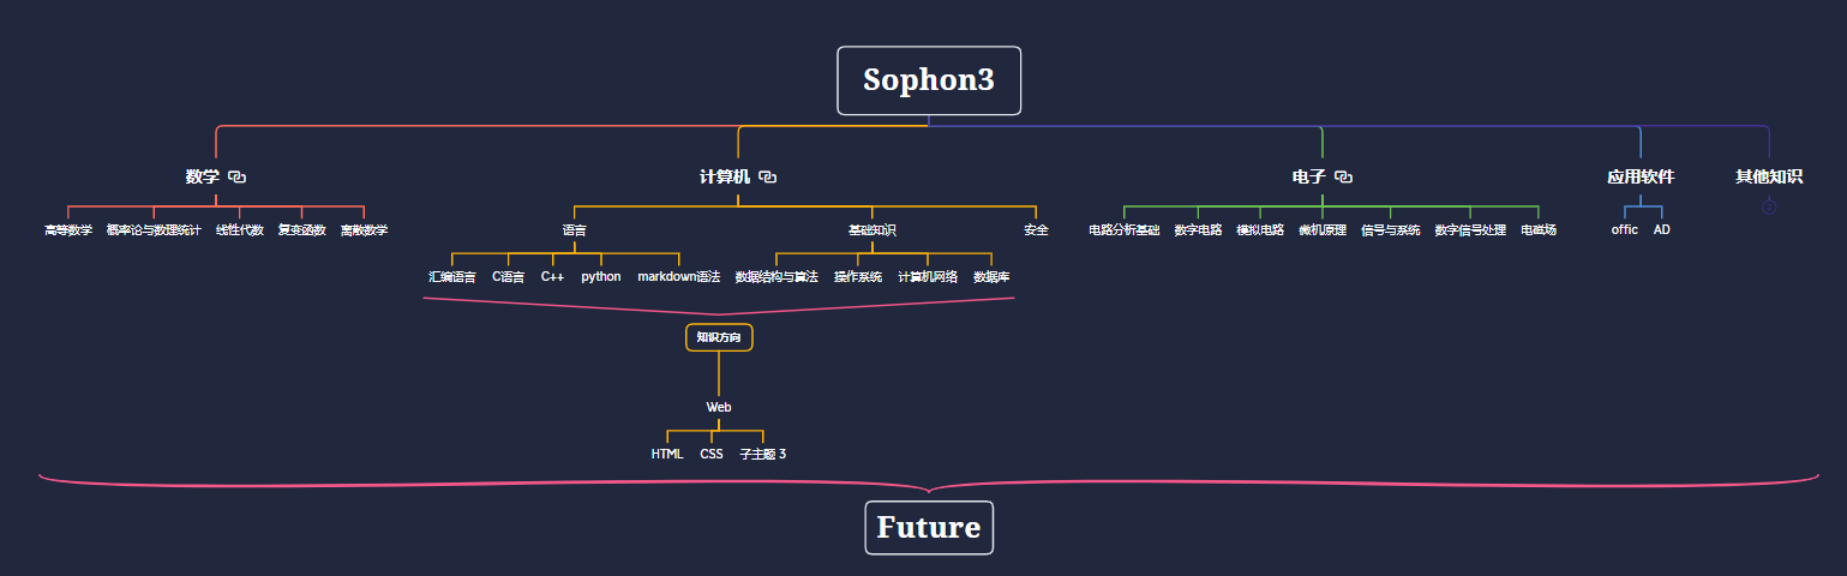 Sophon3
数学
计算机
电子
应用软件
其他知识
高等数学
概率论与数理统计
线性代数
复变函数
离散数学
语言
基础知识
安全
电路分析基础
数字电路
模拟电路
微机原理
信号与系统
数字信号处理
电磁场
offic
AD
汇编语言
C语言
C++
python
markdown语法
数据结构与算法
操作系统
计算机网络
数据库
知识方向
Web
HTML
CSS
子主题 3
Future